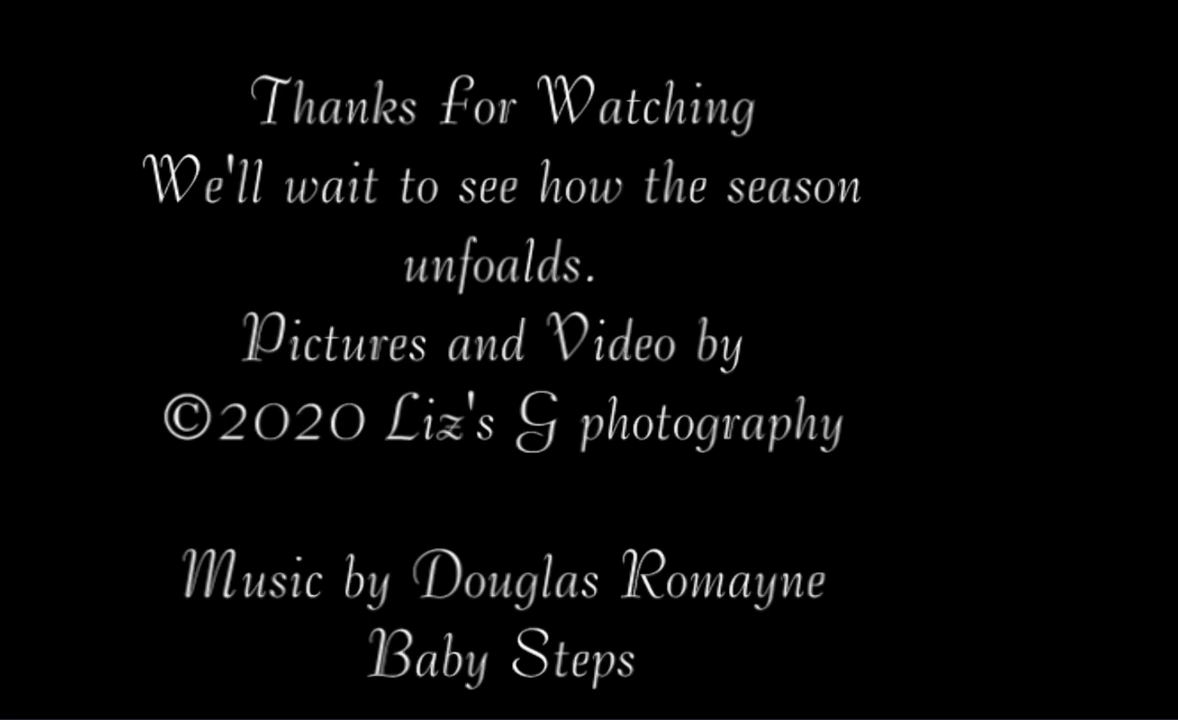 Thanks For Watching
We'll wait to see how the season
unfoalds.
Pictures and Video by
©2020 Liz's G photography
Music by Douglas Romayne
Baby Steps